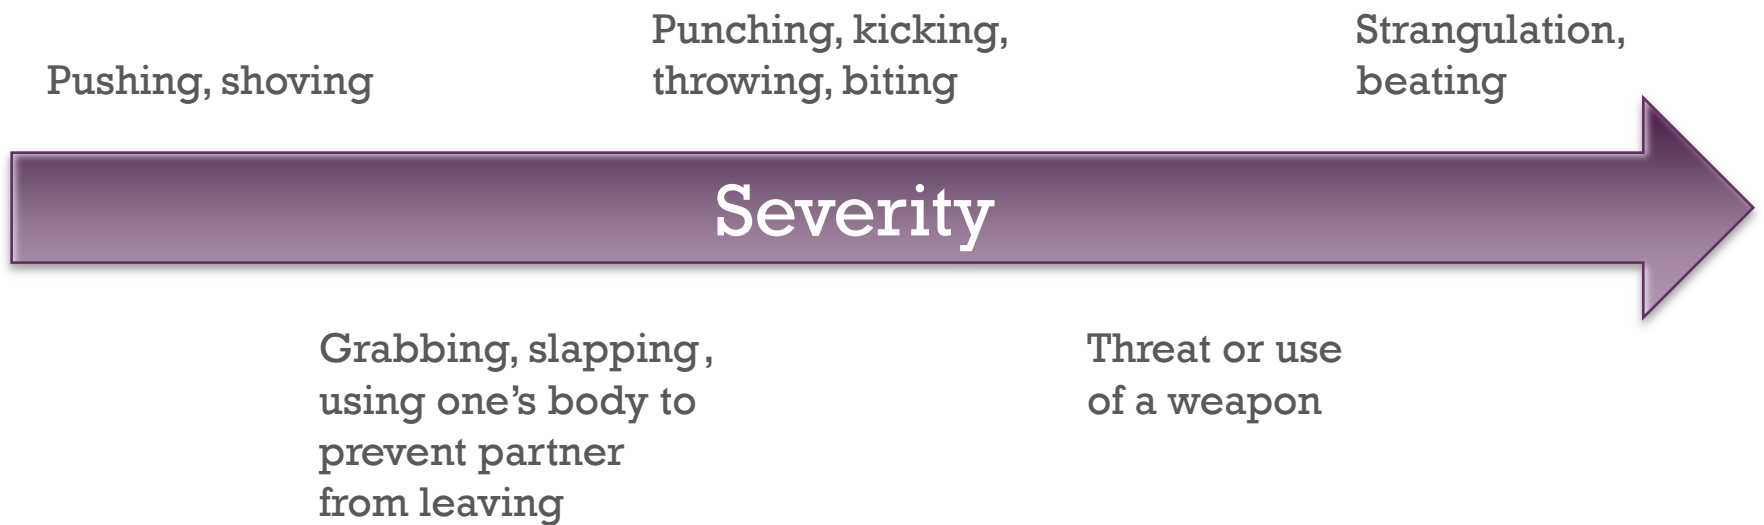 Pushing, shoving
Punching, kicking,
throwing, biting
Strangulation,
beating
Severity
Grabbing, slapping,
using one’s body to
prevent partner
from leaving
Threat or use
of a weapon